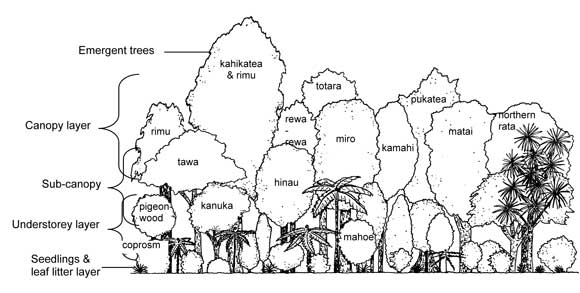 Emergent trees
kahikatea
& rimu
totara
pukatea
Canopy layer
rimu
rewa-
rewa
miro
kamahi
matai
northern
rata
tawa
Sub-canopy
hinau
pigeon
wood
kanuka
Understorey layer
coprosm
mahoe
Seedlings &
leaf litter layer